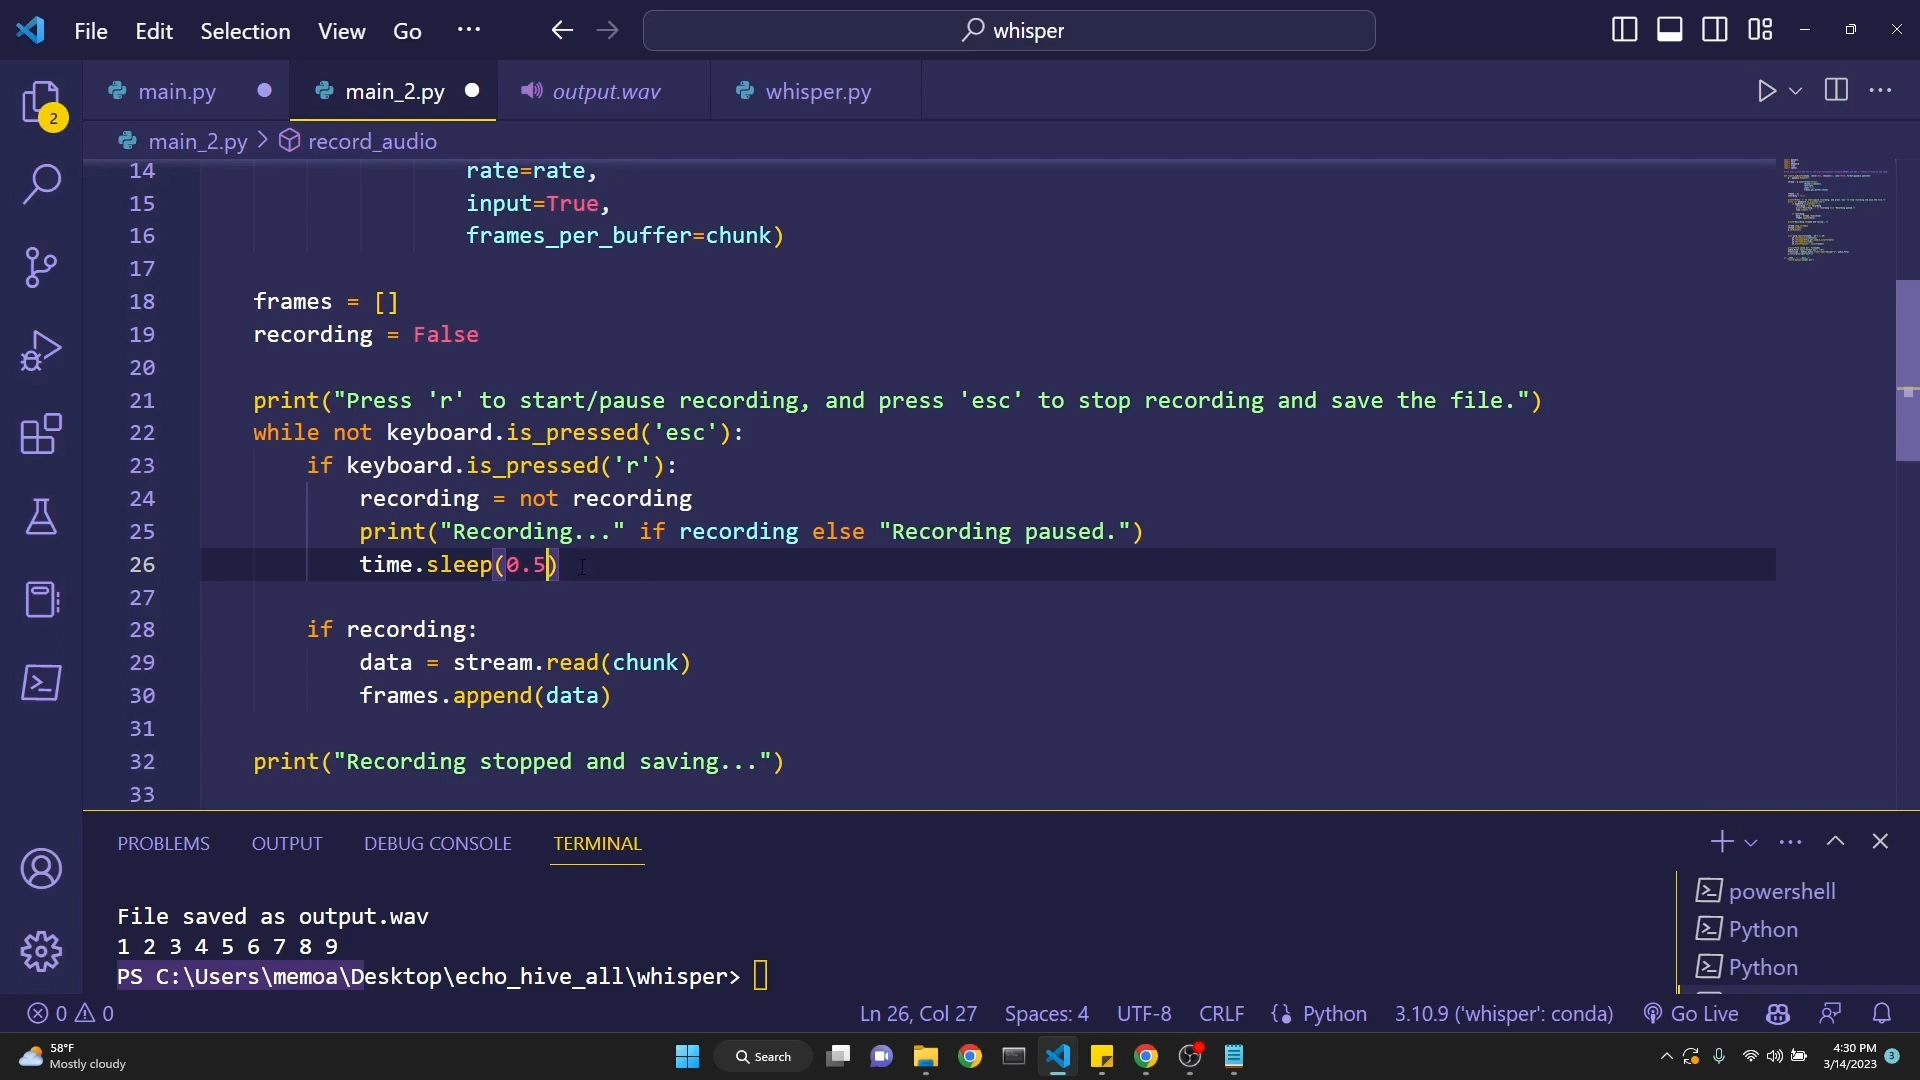 File Edit Selection View Go ... whisper
main.py main_2.py output.wav whisper.py
2
main_2.py > record_audio
14 rate=rate,
15 input=True,
16 frames_per_buffer=chunk)
17
18 frames = []
19 recording = False
20
21 print("Press 'r' to start/pause recording, and press 'esc' to stop recording and save the file.")
22 while not keyboard.is_pressed('esc'):
23 if keyboard.is_pressed('r'):
24 recording = not recording
25 print("Recording..." if recording else "Recording paused.")
26 time.sleep(0.5)
27
28 if recording:
29 data = stream.read(chunk)
30 frames.append(data)
31
32 print("Recording stopped and saving...")
33
PROBLEMS OUTPUT DEBUG CONSOLE TERMINAL
File saved as output.wav
1 2 3 4 5 6 7 8 9
PS C:\Users\memoa\Desktop\echo_hive_all\whisper>
powershell
Python
Python
0 0 Ln 26, Col 27 Spaces: 4 UTF-8 CRLF {} Python 3.10.9 ('whisper': conda) Go Live
58°F
Mostly cloudy
Search
4:30 PM
3/14/2023
3